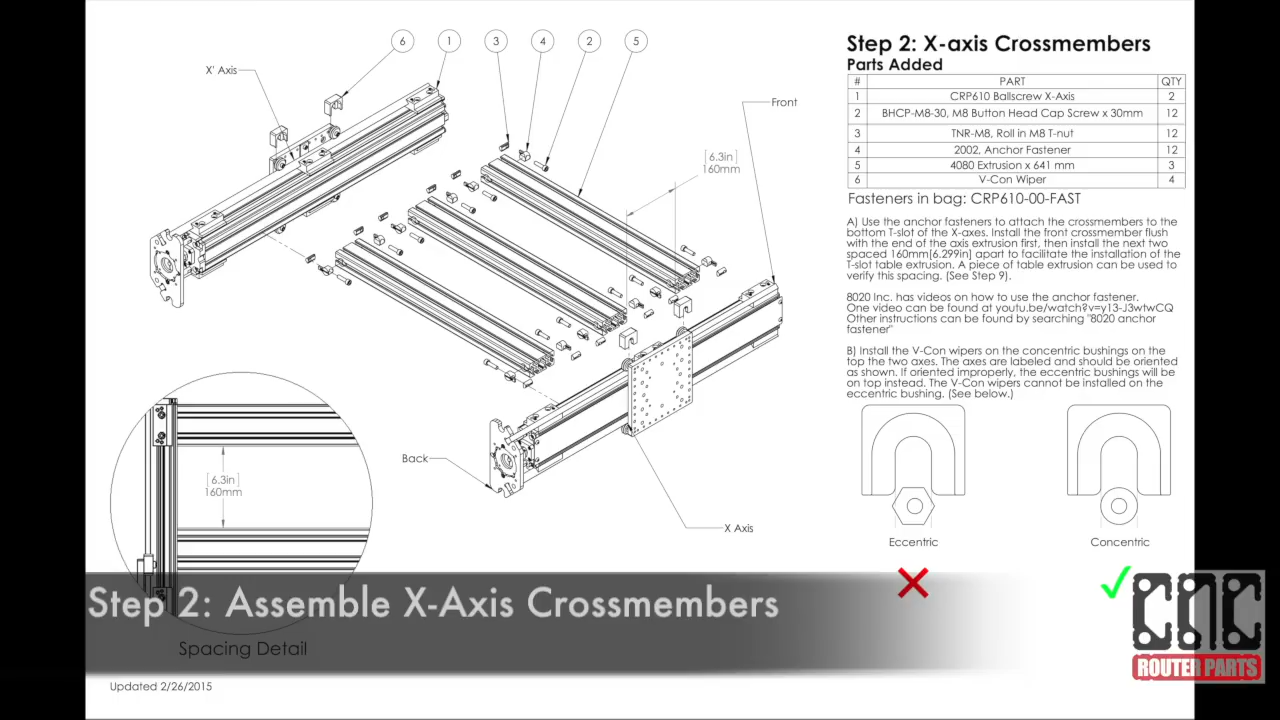 6 1 3 4 2 5
X' Axis
Front
[6.3in]
160mm
Back
X Axis
[6.3in]
160mm
Spacing Detail
Updated 2/26/2015
Step 2: X-axis Crossmembers
Parts Added
# PART QTY
1 CRP610 Ballscrew X-Axis 2
2 BHCP-M8-30, M8 Button Head Cap Screw x 30mm 12
3 TNR-M8, Roll in M8 T-nut 12
4 2002, Anchor Fastener 12
5 4080 Extrusion x 641 mm 3
6 V-Con Wiper 4
Fasteners in bag: CRP610-00-FAST
A) Use the anchor fasteners to attach the crossmembers to the
bottom T-slot of the X-axes. Install the front crossmember flush
with the end of the axis extrusion first, then install the next two
spaced 160mm[6.299in] apart to facilitate the installation of the
T-slot table extrusion. A piece of table extrusion can be used to
verify this spacing. (See Step 9).
8020 Inc. has videos on how to use the anchor fastener.
One video can be found at youtu.be/watch?v=y13-J3wtwCQ
Other instructions can be found by searching "8020 anchor
fastener"
B) Install the V-Con wipers on the concentric bushings on the
top the two axes. The axes are labeled and should be oriented
as shown. If oriented improperly, the eccentric bushings will be
on top instead. The V-Con wipers cannot be installed on the
eccentric bushing. (See below.)
Eccentric
Concentric
Step 2: Assemble X-Axis Crossmembers
CNC
ROUTER PARTS